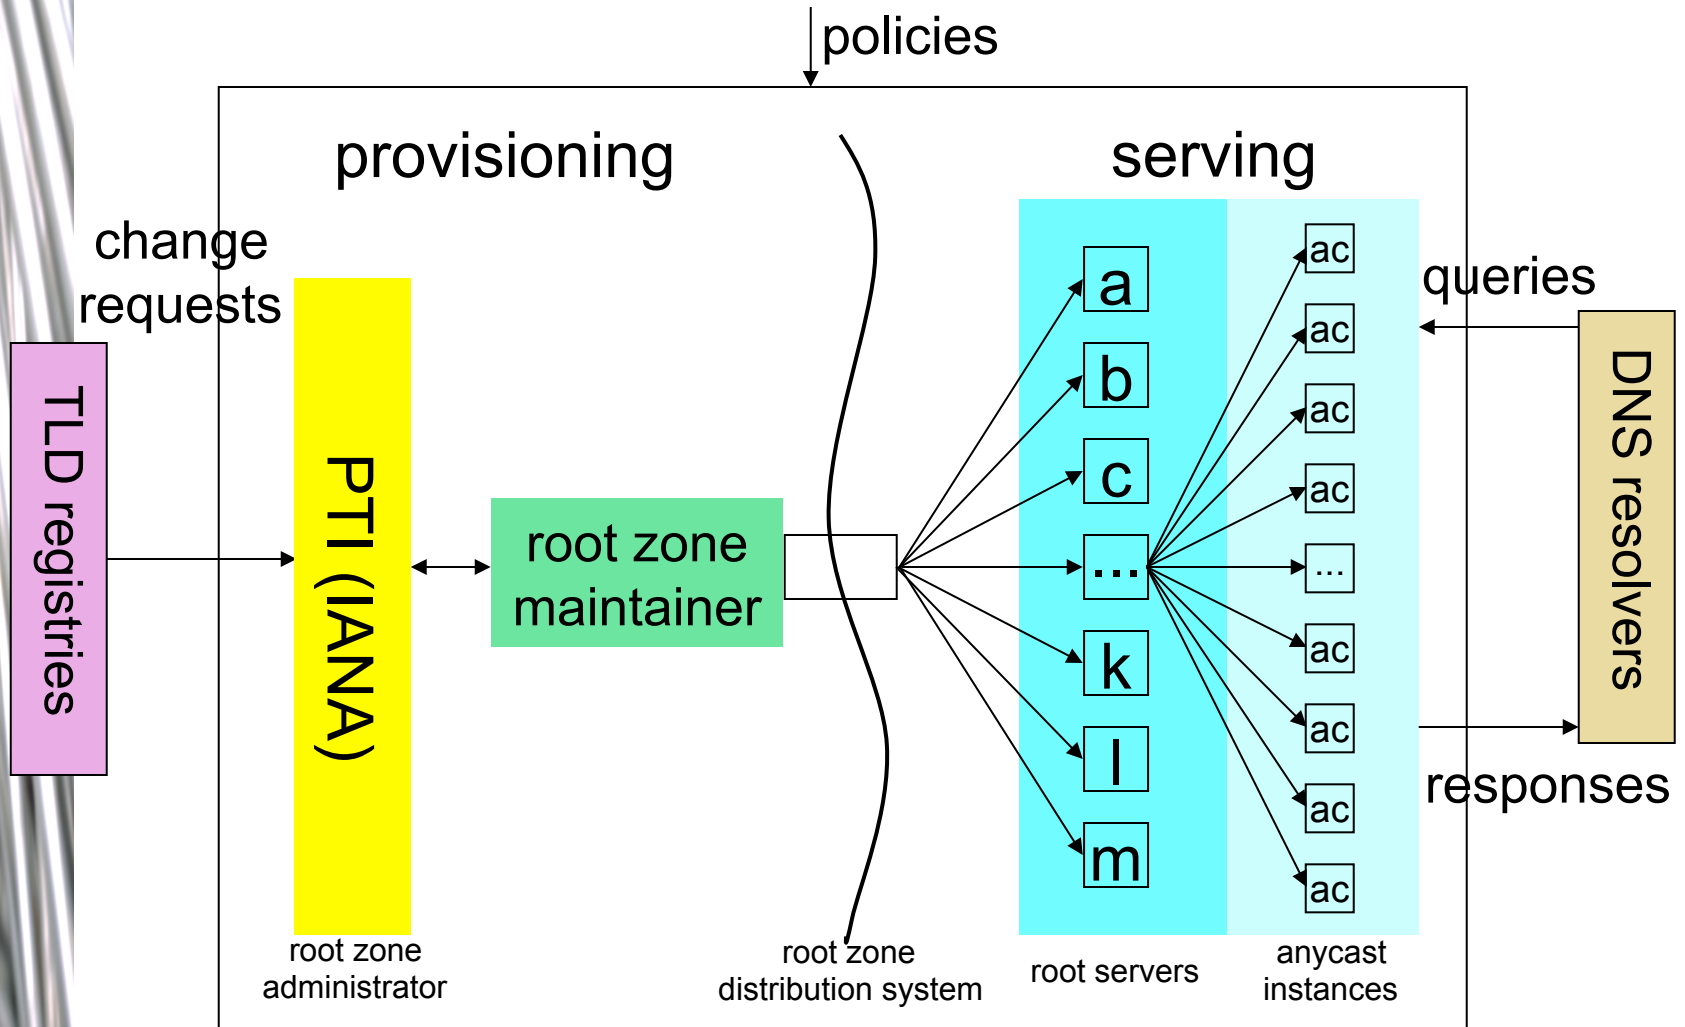 policies
provisioning
serving
change
requests
TLD registries
PTI (IANA)
root zone
maintainer
a
b
c
...
k
l
m
ac
ac
ac
ac
...
ac
ac
ac
ac
queries
DNS resolvers
responses
root zone
administrator
root zone
distribution system
root servers
anycast
instances